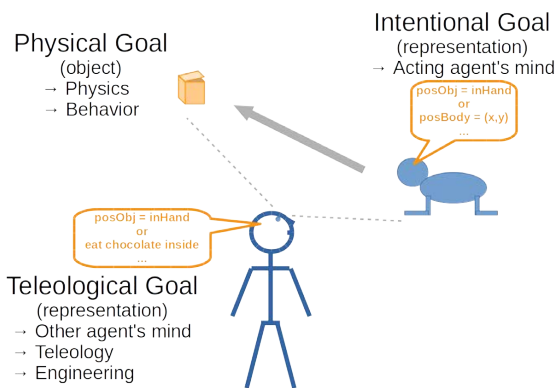 Physical Goal
(object)
→ Physics
→ Behavior
Intentional Goal
(representation)
→ Acting agent's mind
posObj = inHand
or
posBody = (x,y)
...
posObj = inHand
or
eat chocolate inside
...
Teleological Goal
(representation)
→ Other agent's mind
→ Teleology
→ Engineering